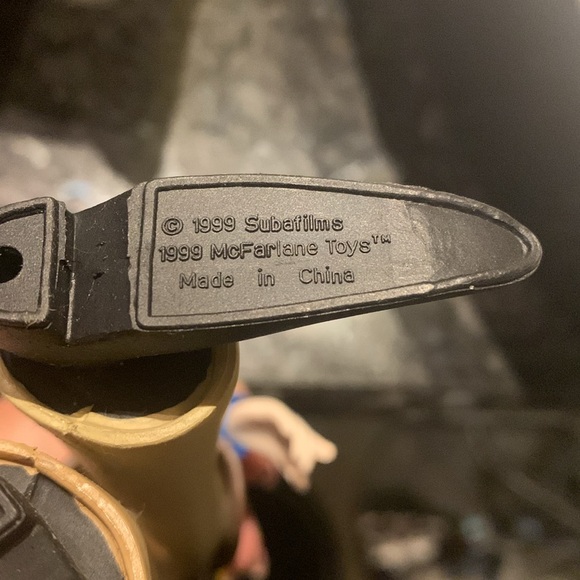 © 1999 Subafilms
1999 McFarlane Toys™
Made in China